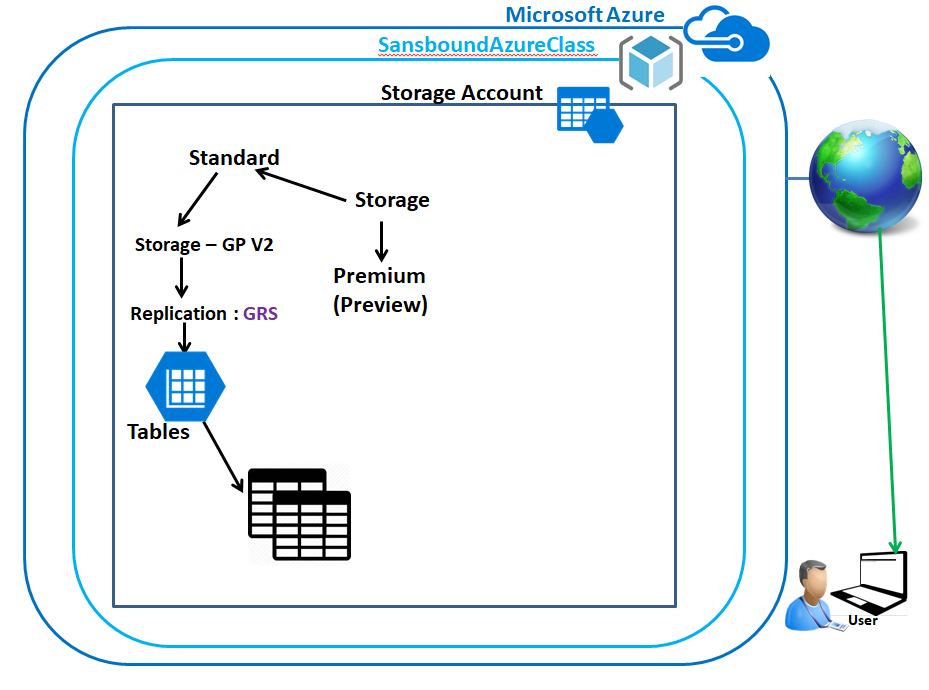 Microsoft Azure
SansboundAzureClass
Storage Account
Standard
Storage
Storage – GP V2
Premium
(Preview)
Replication : GRS
Tables
User